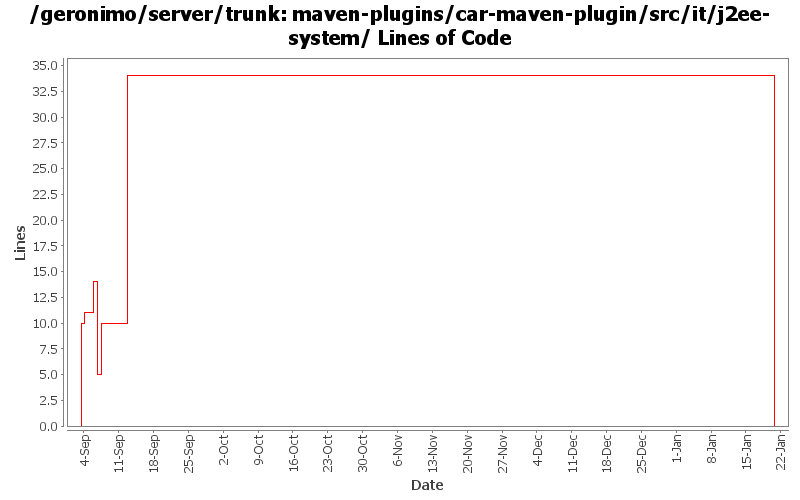 /geronimo/server/trunk: maven-plugins/car-maven-plugin/src/it/j2ee-
system/ Lines of Code
35.0
32.5
30.0
27.5
25.0
22.5
20.0
17.5
15.0
12.5
10.0
7.5
5.0
2.5
0.0
Lines
4-Sep
11-Sep
18-Sep
25-Sep
2-Oct
9-Oct
16-Oct
23-Oct
30-Oct
6-Nov
13-Nov
20-Nov
27-Nov
4-Dec
11-Dec
18-Dec
25-Dec
1-Jan
8-Jan
15-Jan
22-Jan
Date